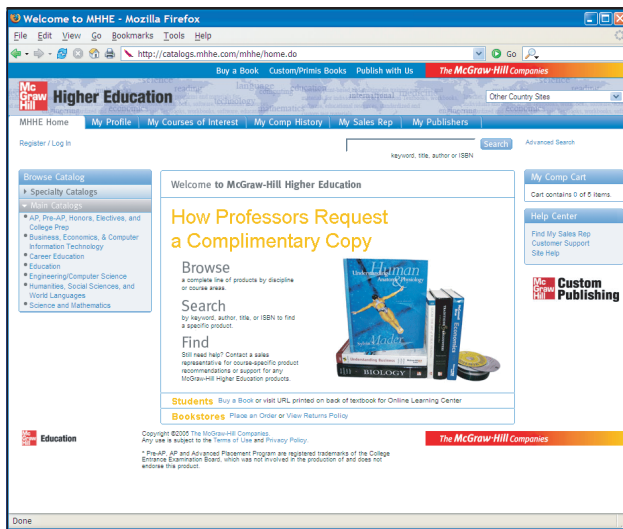 Welcome to MHHE - Mozilla Firefox
File Edit View Go Bookmarks Tools Help
http://catalogs.mhhe.com/mhhe/home.do Go
Buy a Book Custom/Primis Books Publish with Us The McGraw-Hill Companies
Mc Graw Hill Higher Education
Other Country Sites
MHHE Home My Profile My Courses of Interest My Comp History My Sales Rep My Publishers
Register / Log In
Search
Advanced Search
keyword, title, author or ISBN
Browse Catalog
Specialty Catalogs
Main Catalogs
AP, Pre-AP, Honors, Electives, and
College Prep
Business, Economics, & Computer
Information Technology
Career Education
Education
Engineering/Computer Science
Humanities, Social Sciences, and
World Languages
Science and Mathematics
Welcome to McGraw-Hill Higher Education
How Professors Request
a Complimentary Copy
Browse
a complete line of products by discipline
or course areas.
Search
by keyword, author, title, or ISBN to find
a specific product.
Find
Still need help? Contact a sales
representative for course-specific product
recommendations or support for any
McGraw-Hill Higher Education products.
Understanding
Human
Anatomy & Physiology
Mader
Understanding Business
BIOLOGY
Economics
Students Buy a Book or visit URL printed on back of textbook for Online Learning Center
Bookstores Place an Order or View Returns Policy
My Comp Cart
Cart contains 0 of 5 items.
Help Center
Find My Sales Rep
Customer Support
Site Help
Mc Graw Hill Custom
Publishing
Mc Graw Hill Education
Copyright ©2005 The McGraw-Hill Companies.
Any use is subject to the Terms of Use and Privacy Policy.
The McGraw-Hill Companies
* Pre-AP, AP and Advanced Placement Program are registered trademarks of the College
Entrance Examination Board, which was not involved in the production of and does not
endorse this product.
Done